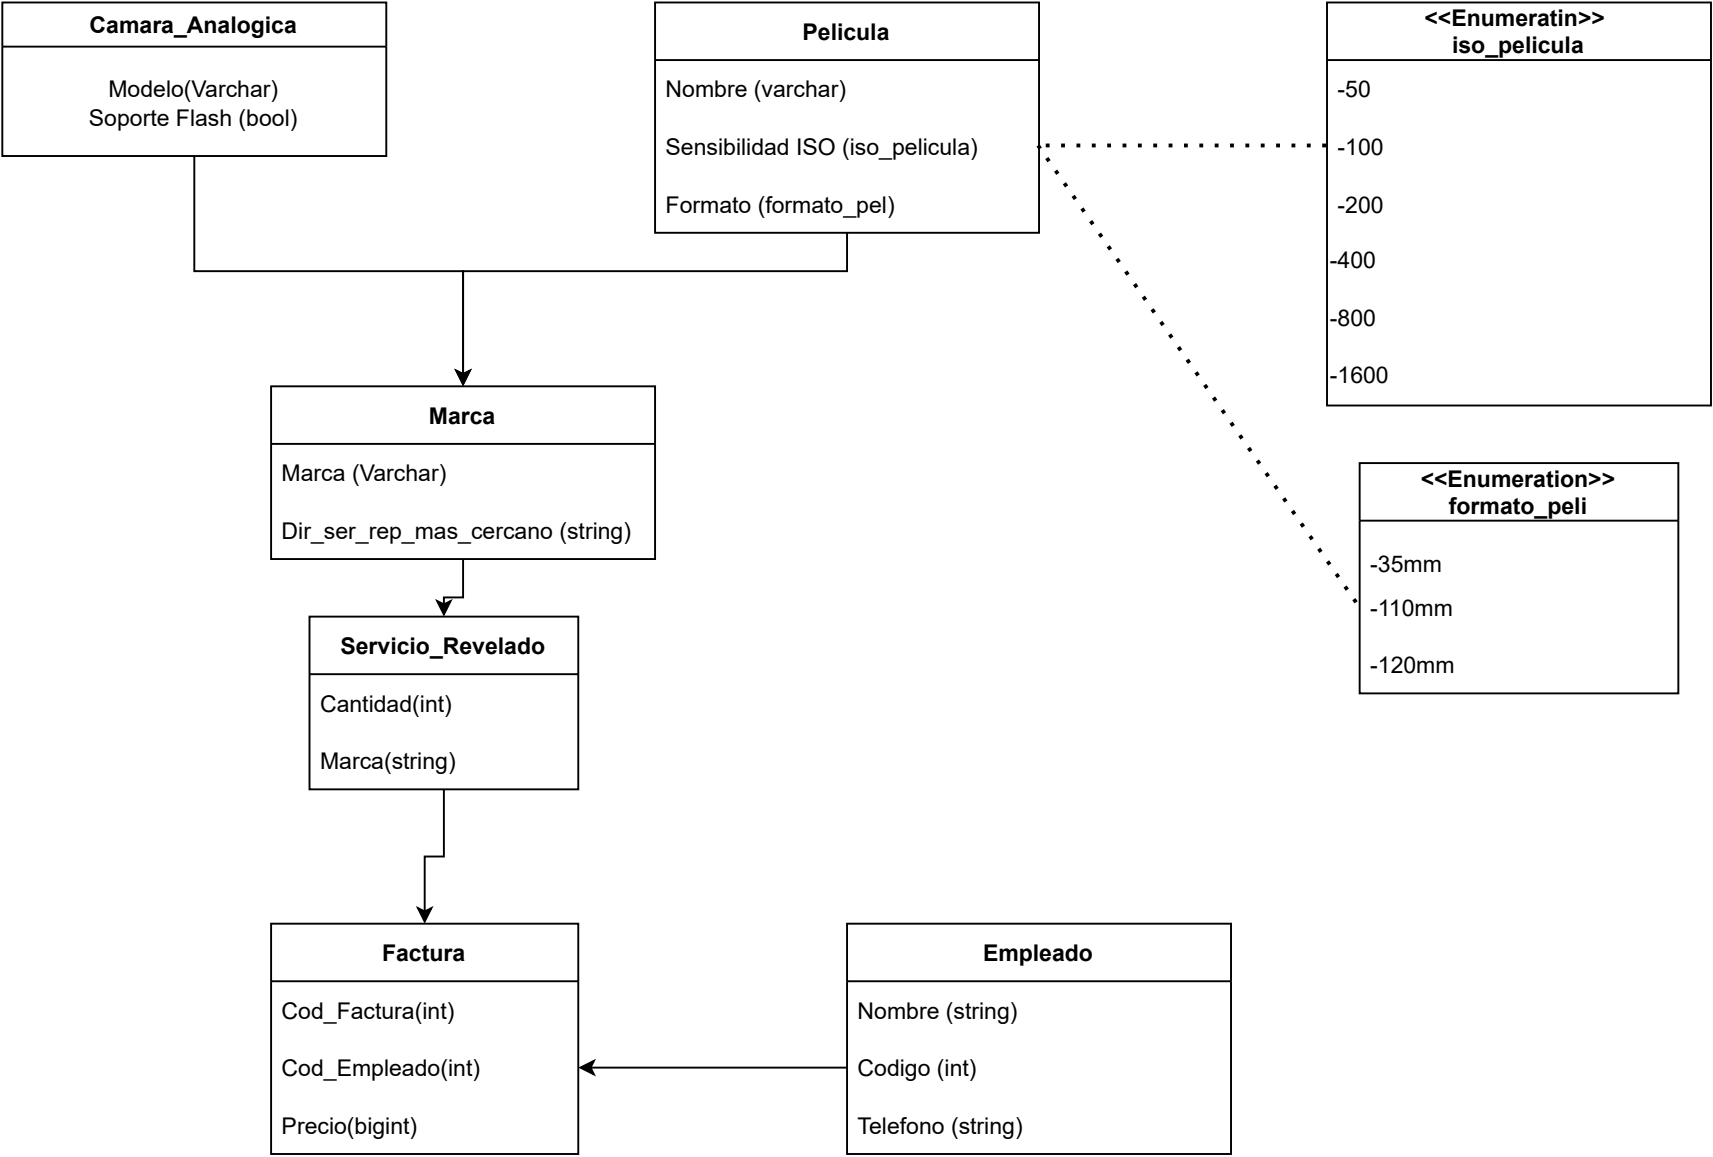 Camara_Analogica
Modelo(Varchar)
Soporte Flash (bool)
Pelicula
Nombre (varchar)
Sensibilidad ISO (iso_pelicula)
Formato (formato_pel)
<<Enumeratin>>
iso_pelicula
-50
-100
-200
-400
-800
-1600
<<Enumeration>>
formato_peli
-35mm
-110mm
-120mm
Marca
Marca (Varchar)
Dir_ser_rep_mas_cercano (string)
Servicio_Revelado
Cantidad(int)
Marca(string)
Factura
Cod_Factura(int)
Cod_Empleado(int)
Precio(bigint)
Empleado
Nombre (string)
Codigo (int)
Telefono (string)